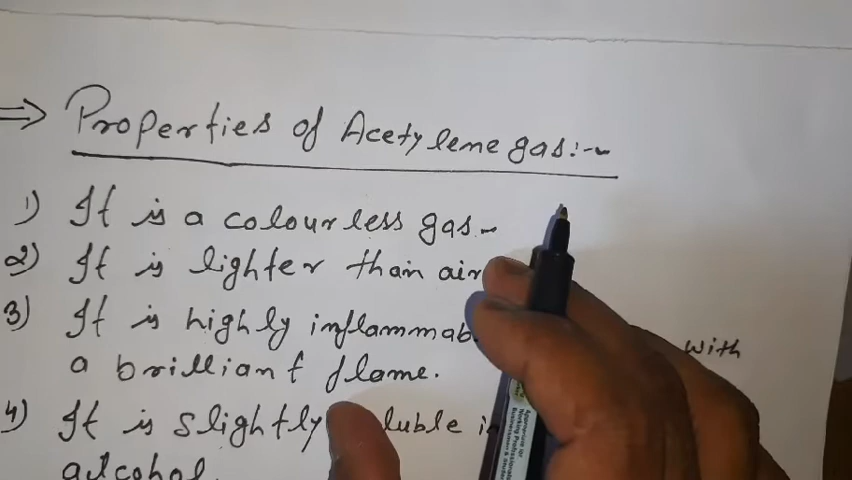 ⇒ Properties of Acetylene gas:-
1) It is a colourless gas-
2) It is lighter than air
3) It is highly with
a brilliant flame.
4) It is slightly
alcohol.